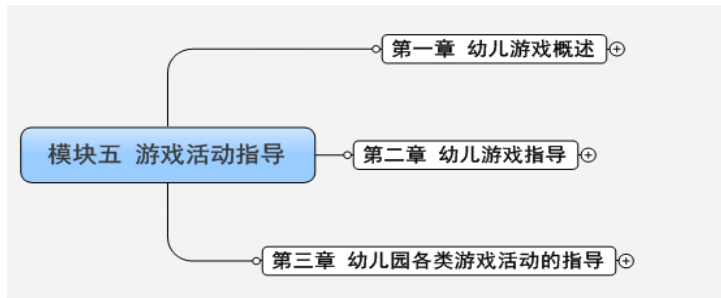 第一章 幼儿游戏概述
模块五 游戏活动指导
第二章 幼儿游戏指导
第三章 幼儿园各类游戏活动的指导